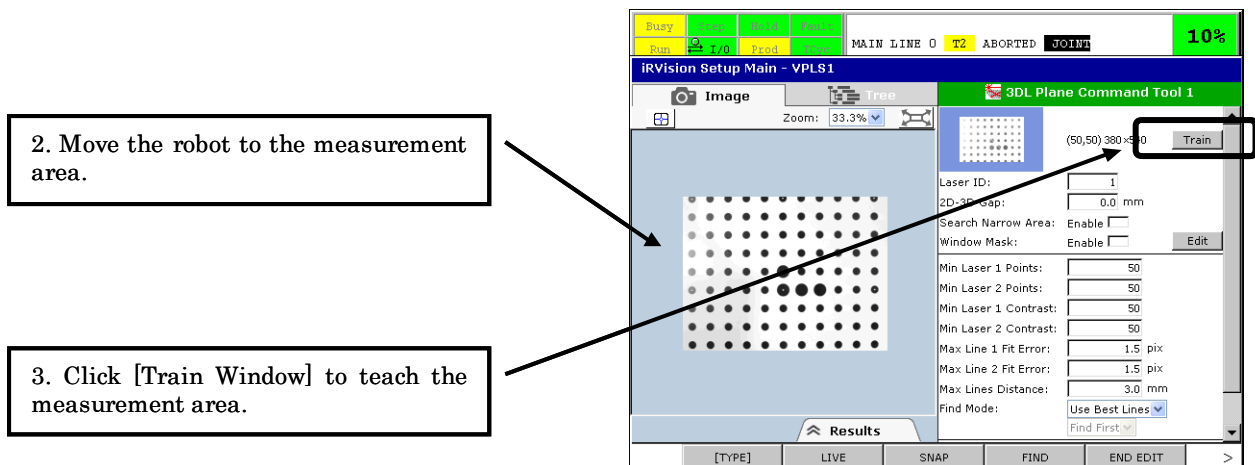 Busy Step Hold Fault
Run I/O Prod TCyc
MAIN LINE 0 T2 ABORTED JOINT
10%
iRVision Setup Main - VPLS1
Image
Tree
3DL Plane Command Tool 1
Zoom: 33.3%
(50,50) 380×540
Train
2. Move the robot to the measurement
area.
Laser ID: 1
2D-3D Gap: 0.0 mm
Search Narrow Area: Enable
Window Mask: Enable Edit
Min Laser 1 Points: 50
Min Laser 2 Points: 50
Min Laser 1 Contrast: 50
Min Laser 2 Contrast: 50
Max Line 1 Fit Error: 1.5 pix
Max Line 2 Fit Error: 1.5 pix
Max Lines Distance: 3.0 mm
Find Mode: Use Best Lines
Find First
3. Click [Train Window] to teach the
measurement area.
Results
[TYPE] LIVE SNAP FIND END EDIT >